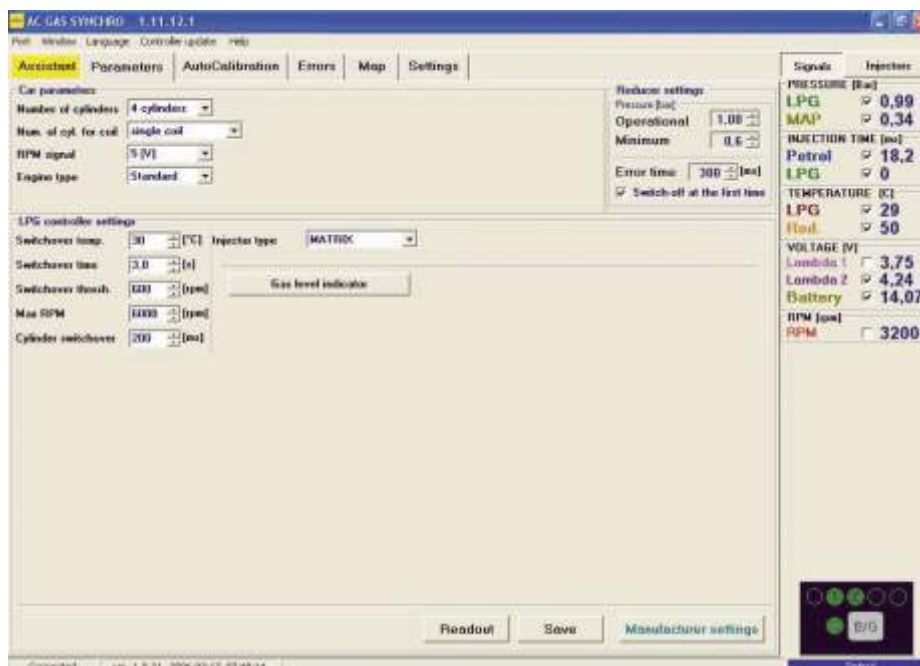 AC GAS SYNCHRO 1.11.12.1
Port Window Language Controller update Help
Assistant Parameters AutoCalibration Errors Map Settings
Signals Injectors
Car parameters
Number of cylinders 4 cylinders
Num. of cyl. for coil single coil
RPM signal 5 [V]
Engine type Standard
Reducer settings
Pressure [bar]
Operational 1.00
Minimum 0.6
Error time 300 [ms]
Switch-off at the first time
LPG controller settings
Switchover temp. 30 [°C] Injector type MATRIX
Switchover time 3.0 [s]
Switchover thresh. 600 [rpm]
Max RPM 6000 [rpm]
Cylinder switchover 200 [ms]
Gas level indicator
PRESSURE [Bar]
LPG 0,99
MAP 0,34
INJECTION TIME [ms]
Petrol 18,2
LPG 0
TEMPERATURE [C]
LPG 29
Red. 50
VOLTAGE [V]
Lambda 1 3,75
Lambda 2 4,24
Battery 14,07
RPM [rpm]
RPM 3200
Readout Save Manufacturer settings
B/G
Connected